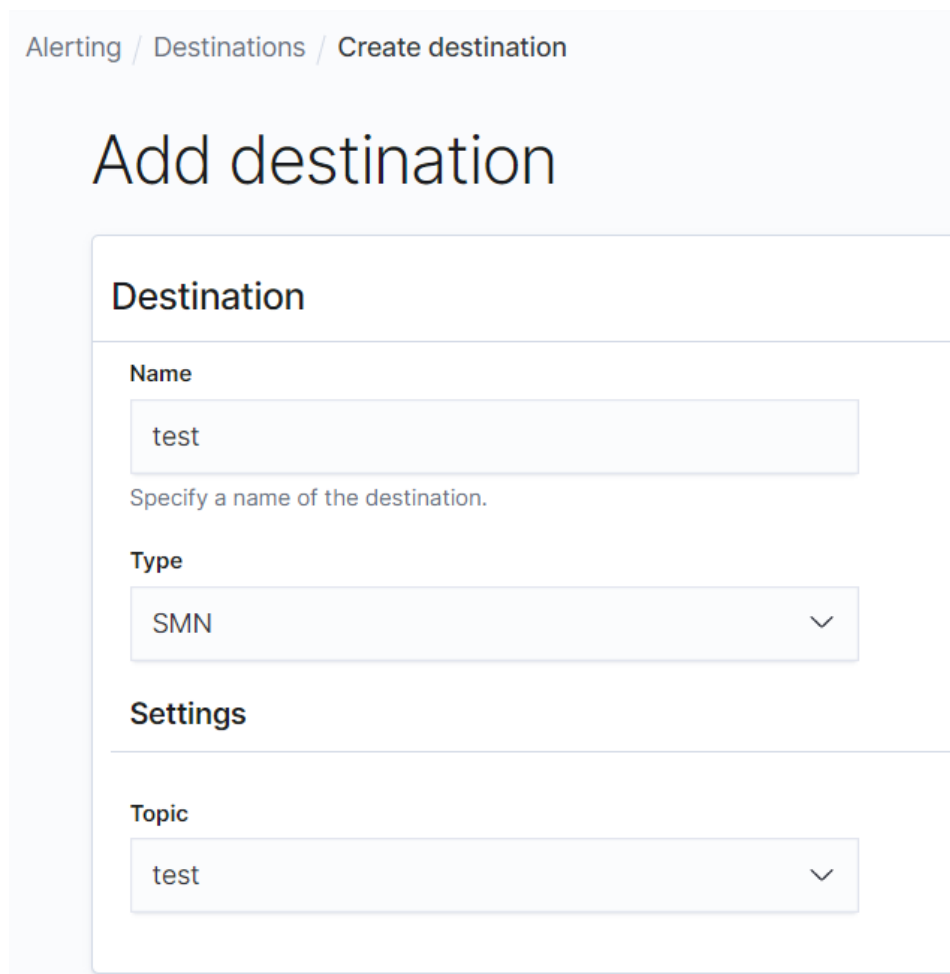 Alerting / Destinations / Create destination
Add destination
Destination
Name
test
Specify a name of the destination.
Type
SMN
Settings
Topic
test